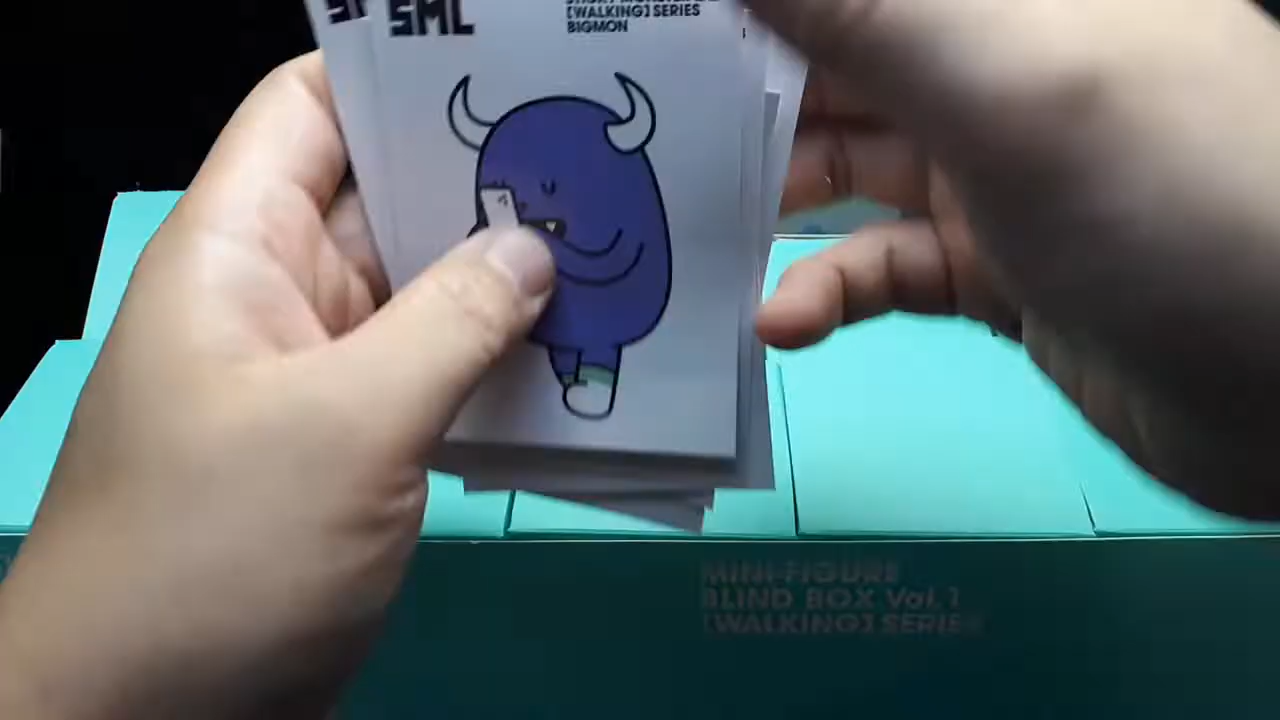 SML
[WALKING] SERIES
BIGMON
MINI-FIGURE
BLIND BOX Vol. 1
[WALKING] SERIES